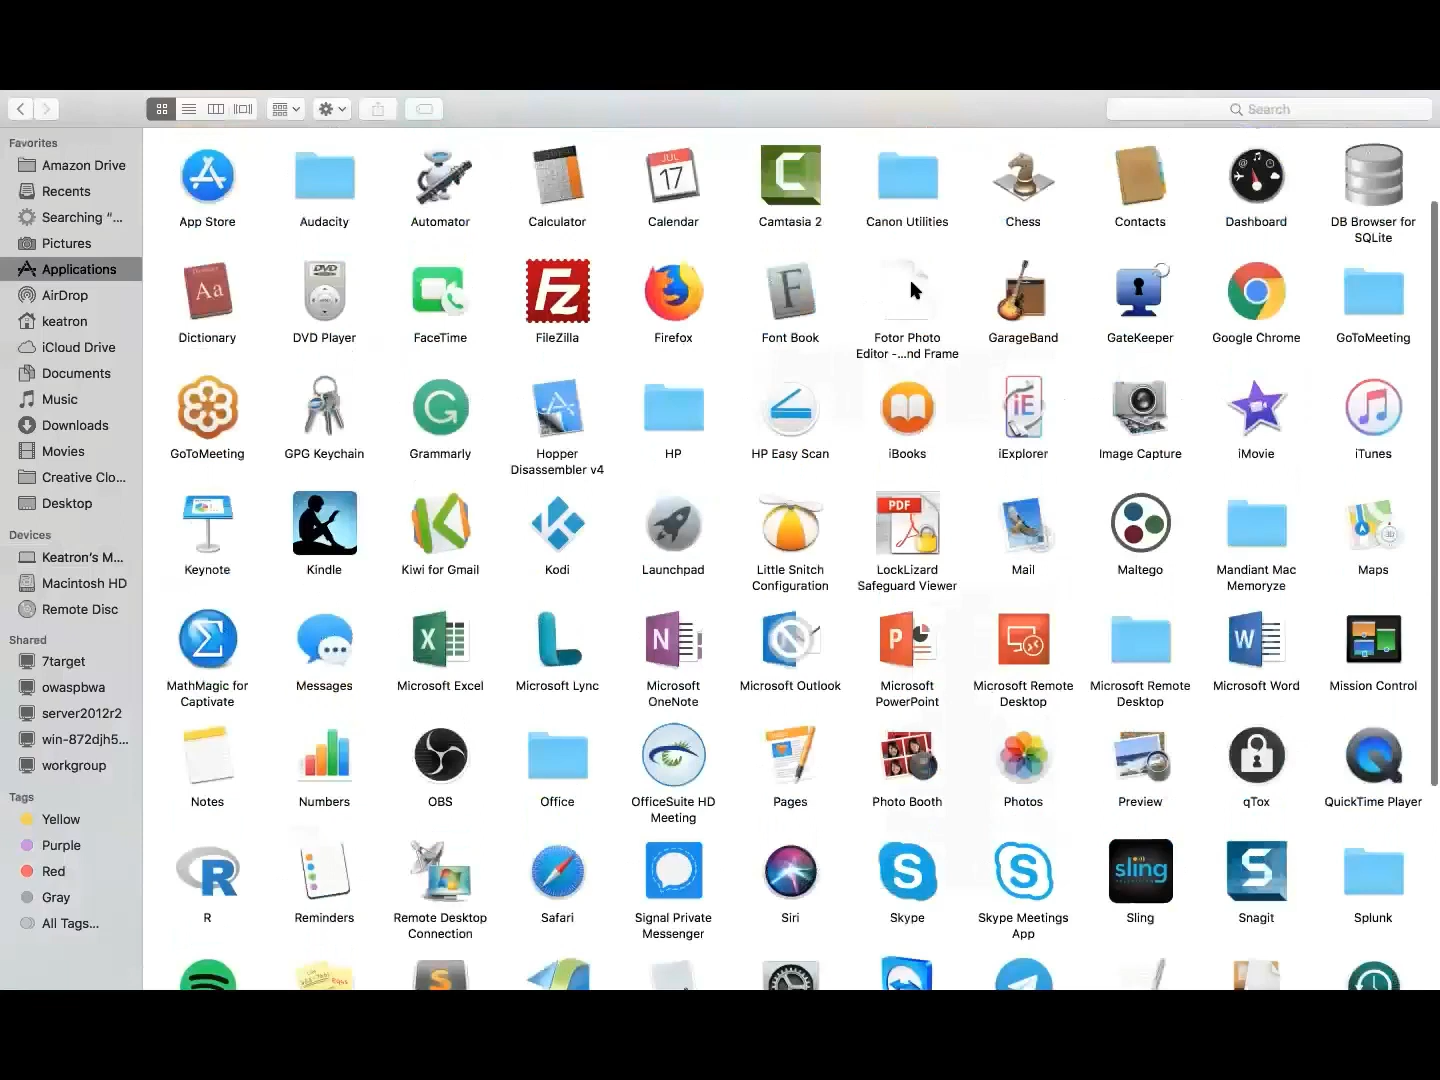 Search
Favorites
Amazon Drive
Recents
Searching “...
Pictures
Applications
AirDrop
keatron
iCloud Drive
Documents
Music
Downloads
Movies
Creative Clo...
Desktop
Devices
Keatron’s M...
Macintosh HD
Remote Disc
Shared
7target
owaspbwa
server2012r2
win-872djh5...
workgroup
Tags
Yellow
Purple
Red
Gray
All Tags...
JUL
17
App Store
Audacity
Automator
Calculator
Calendar
Camtasia 2
Canon Utilities
Chess
Contacts
Dashboard
DB Browser for
SQLite
Aa
DVD
Fz
F
Dictionary
DVD Player
FaceTime
FileZilla
Firefox
Font Book
Fotor Photo
Editor -...nd Frame
GarageBand
GateKeeper
Google Chrome
GoToMeeting
iE
GoToMeeting
GPG Keychain
Grammarly
Hopper
Disassembler v4
HP
HP Easy Scan
iBooks
iExplorer
Image Capture
iMovie
iTunes
PDF
Keynote
Kindle
Kiwi for Gmail
Kodi
Launchpad
Little Snitch
Configuration
LockLizard
Safeguard Viewer
Mail
Maltego
Mandiant Mac
Memoryze
Maps
Σ
X
L
N
P
W
MathMagic for
Captivate
Messages
Microsoft Excel
Microsoft Lync
Microsoft
OneNote
Microsoft Outlook
Microsoft
PowerPoint
Microsoft Remote
Desktop
Microsoft Remote
Desktop
Microsoft Word
Mission Control
Notes
Numbers
OBS
Office
OfficeSuite HD
Meeting
Pages
Photo Booth
Photos
Preview
qTox
QuickTime Player
R
S
S
sling
S
R
Reminders
Remote Desktop
Connection
Safari
Signal Private
Messenger
Siri
Skype
Skype Meetings
App
Sling
Snagit
Splunk
S